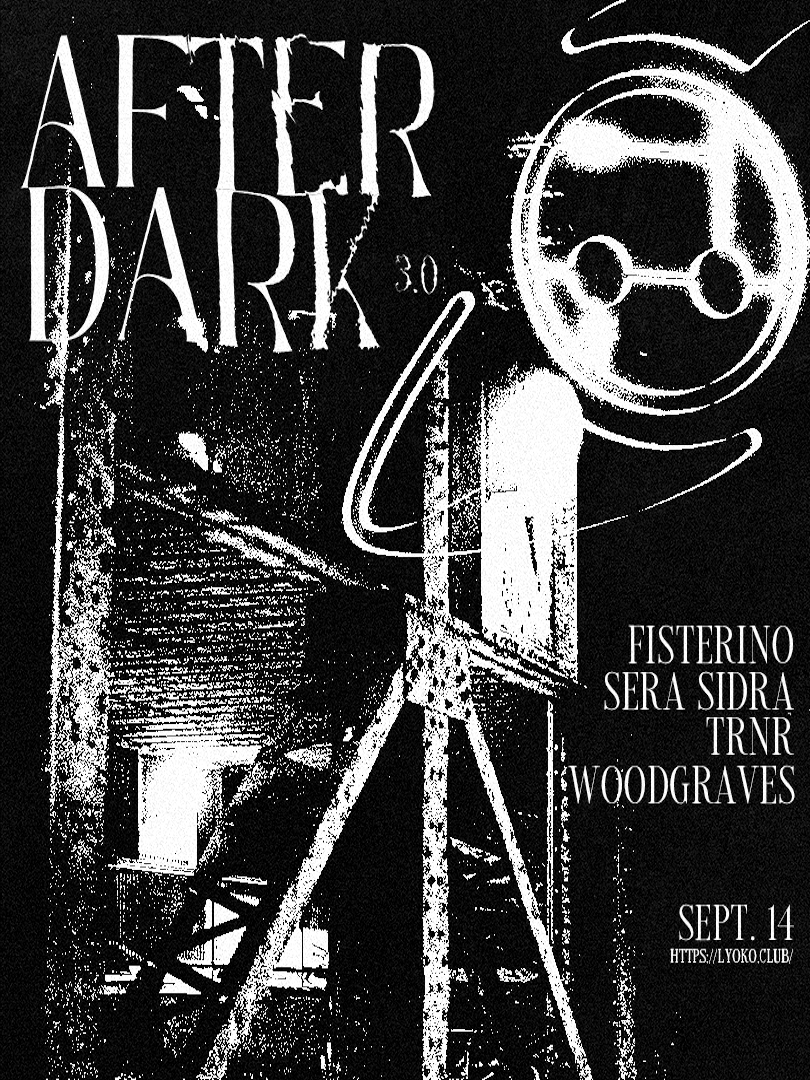 AFTER
DARK
3.0
FISTERINO
SERA SIDRA
TRNR
WOODGRAVES
SEPT. 14
HTTPS://LYOKO.CLUB/